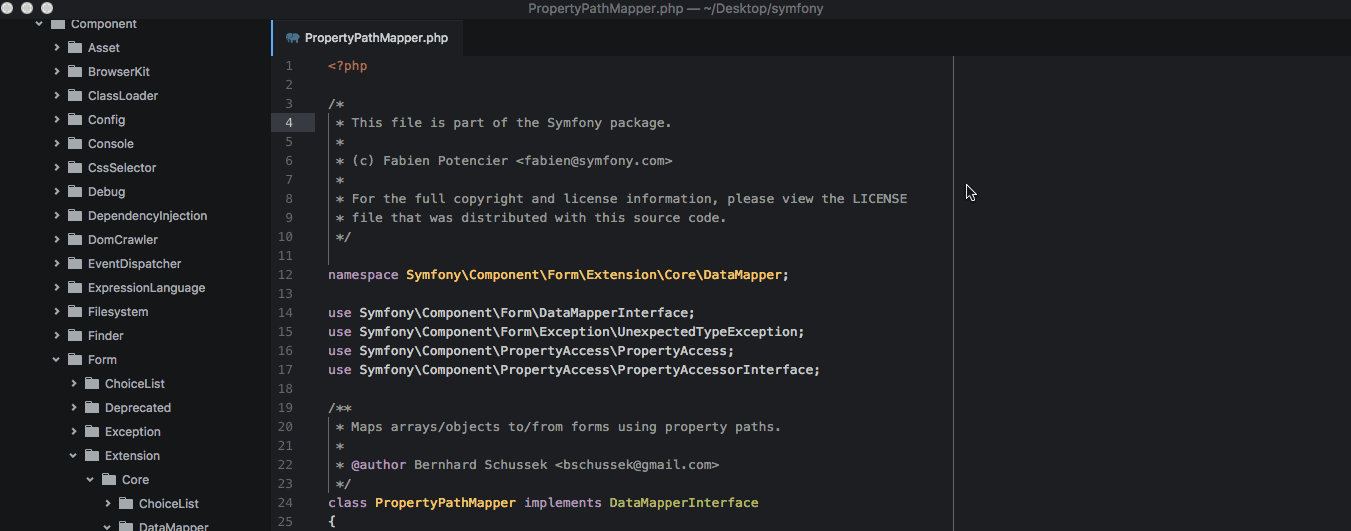 PropertyPathMapper.php — ~/Desktop/symfony
Component
Asset
BrowserKit
ClassLoader
Config
Console
CssSelector
Debug
DependencyInjection
DomCrawler
EventDispatcher
ExpressionLanguage
Filesystem
Finder
Form
ChoiceList
Deprecated
Exception
Extension
Core
ChoiceList
DataMapper
PropertyPathMapper.php
1 <?php
2
3 /*
4  * This file is part of the Symfony package.
5  *
6  * (c) Fabien Potencier <fabien@symfony.com>
7  *
8  * For the full copyright and license information, please view the LICENSE
9  * file that was distributed with this source code.
10  */
11
12 namespace Symfony\Component\Form\Extension\Core\DataMapper;
13
14 use Symfony\Component\Form\DataMapperInterface;
15 use Symfony\Component\Form\Exception\UnexpectedTypeException;
16 use Symfony\Component\PropertyAccess\PropertyAccess;
17 use Symfony\Component\PropertyAccess\PropertyAccessorInterface;
18
19 /**
20  * Maps arrays/objects to/from forms using property paths.
21  *
22  * @author Bernhard Schussek <bschussek@gmail.com>
23  */
24 class PropertyPathMapper implements DataMapperInterface
25 {